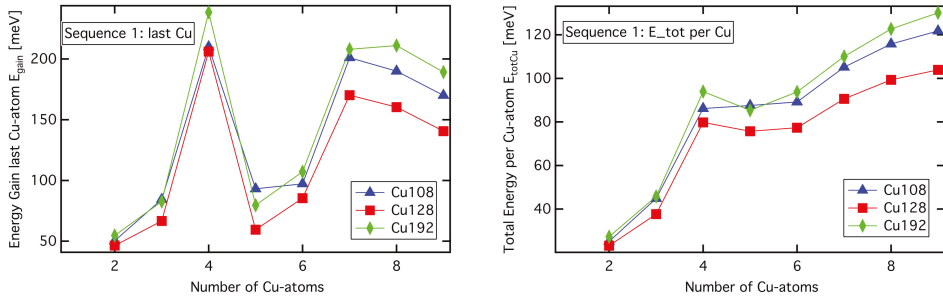 Energy Gain last Cu-atom E_gain [meV]
200
150
100
50
Sequence 1: last Cu
Cu108
Cu128
Cu192
2
4
6
8
Number of Cu-atoms
Total Energy per Cu-atom E_totCu [meV]
120
100
80
60
40
Sequence 1: E_tot per Cu
Cu108
Cu128
Cu192
2
4
6
8
Number of Cu-atoms